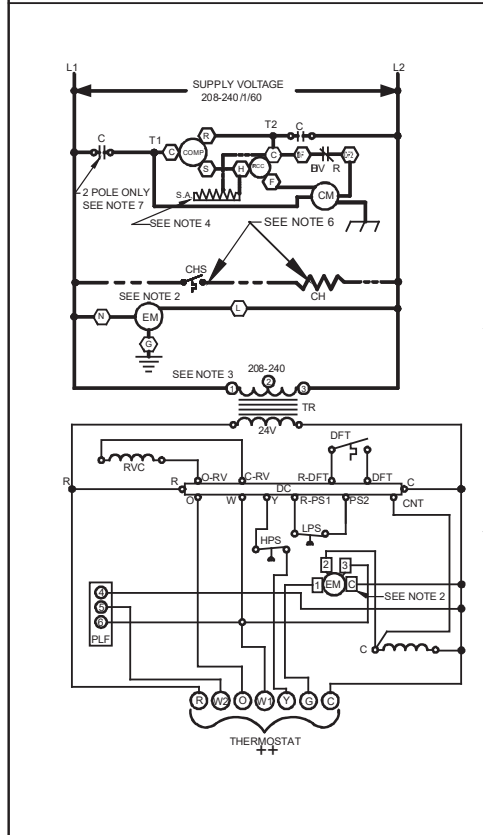 L1 L2
SUPPLY VOLTAGE
208-240/1/60
C T1 R T2 C
C COMP S H RCC C F DF2
2 POLE ONLY
SEE NOTE 7
S.A.
CM
SEE NOTE 4
SEE NOTE 6
CHS
CH
SEE NOTE 2
N EM L
G
SEE NOTE 3
208-240
1 2 3
TR
24V
DFT
RVC
R R O-RV C-RV R-DFT DFT C
DC
O W Y R-PS1 PS2 CNT
LPS
HPS
2 3
1 EM C
SEE NOTE 2
4
5
6
PLF
C
R W2 O W1 Y G C
THERMOSTAT
++